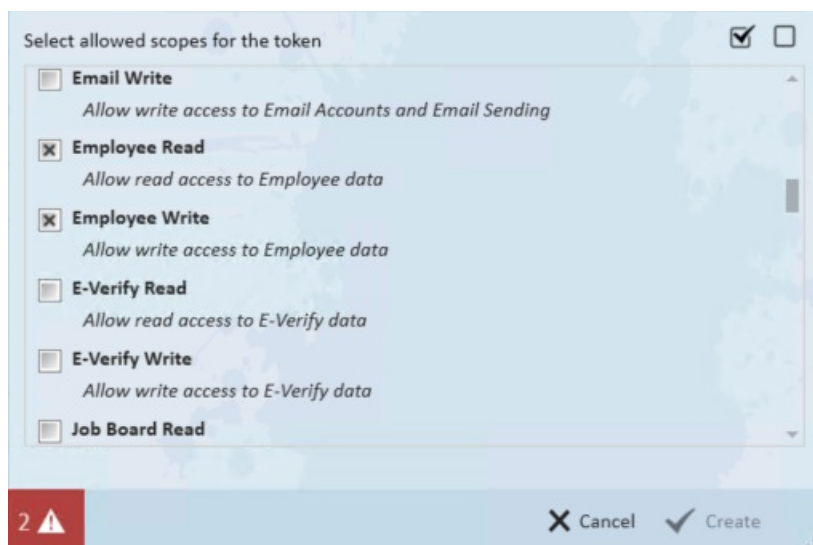 Select allowed scopes for the token
Email Write
Allow write access to Email Accounts and Email Sending
Employee Read
Allow read access to Employee data
Employee Write
Allow write access to Employee data
E-Verify Read
Allow read access to E-Verify data
E-Verify Write
Allow write access to E-Verify data
Job Board Read
2
Cancel
Create